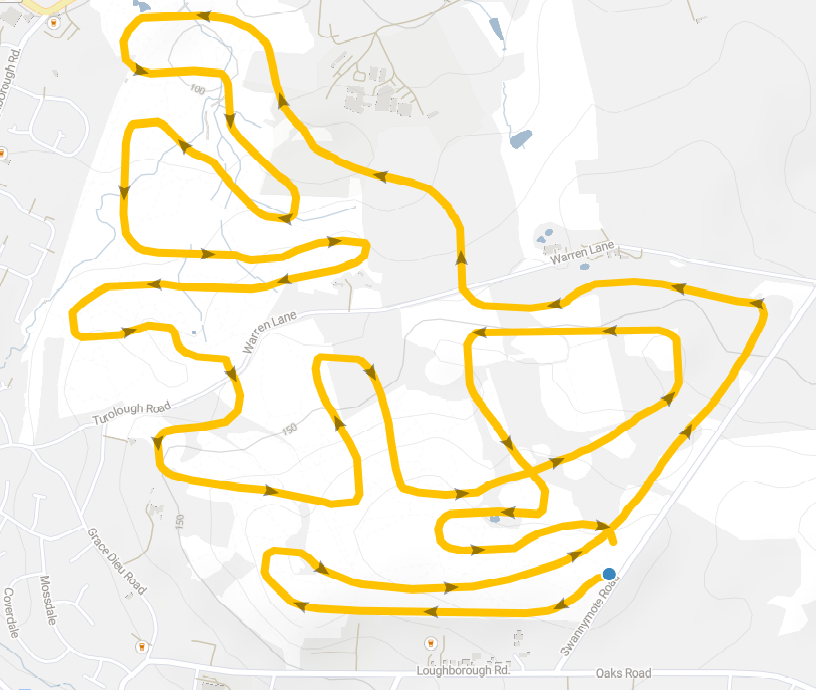 borough Rd.
100
Warren Lane
Warren Lane
Turolough Road
150
150
Grace Dieu Road
Mossdale
Coverdale
Swannymote Road
Loughborough Rd.
Oaks Road